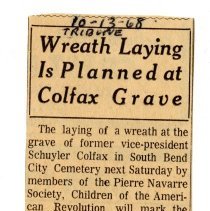 10-13-68
TRIBUNE
Wreath Laying
Is Planned at
Colfax Grave
The laying of a wreath at the
grave of former vice-president
Schuyler Colfax in South Bend
City Cemetery next Saturday by
members of the Pierre Navarre
Society, Children of the Ameri-
can Revolution, will mark the